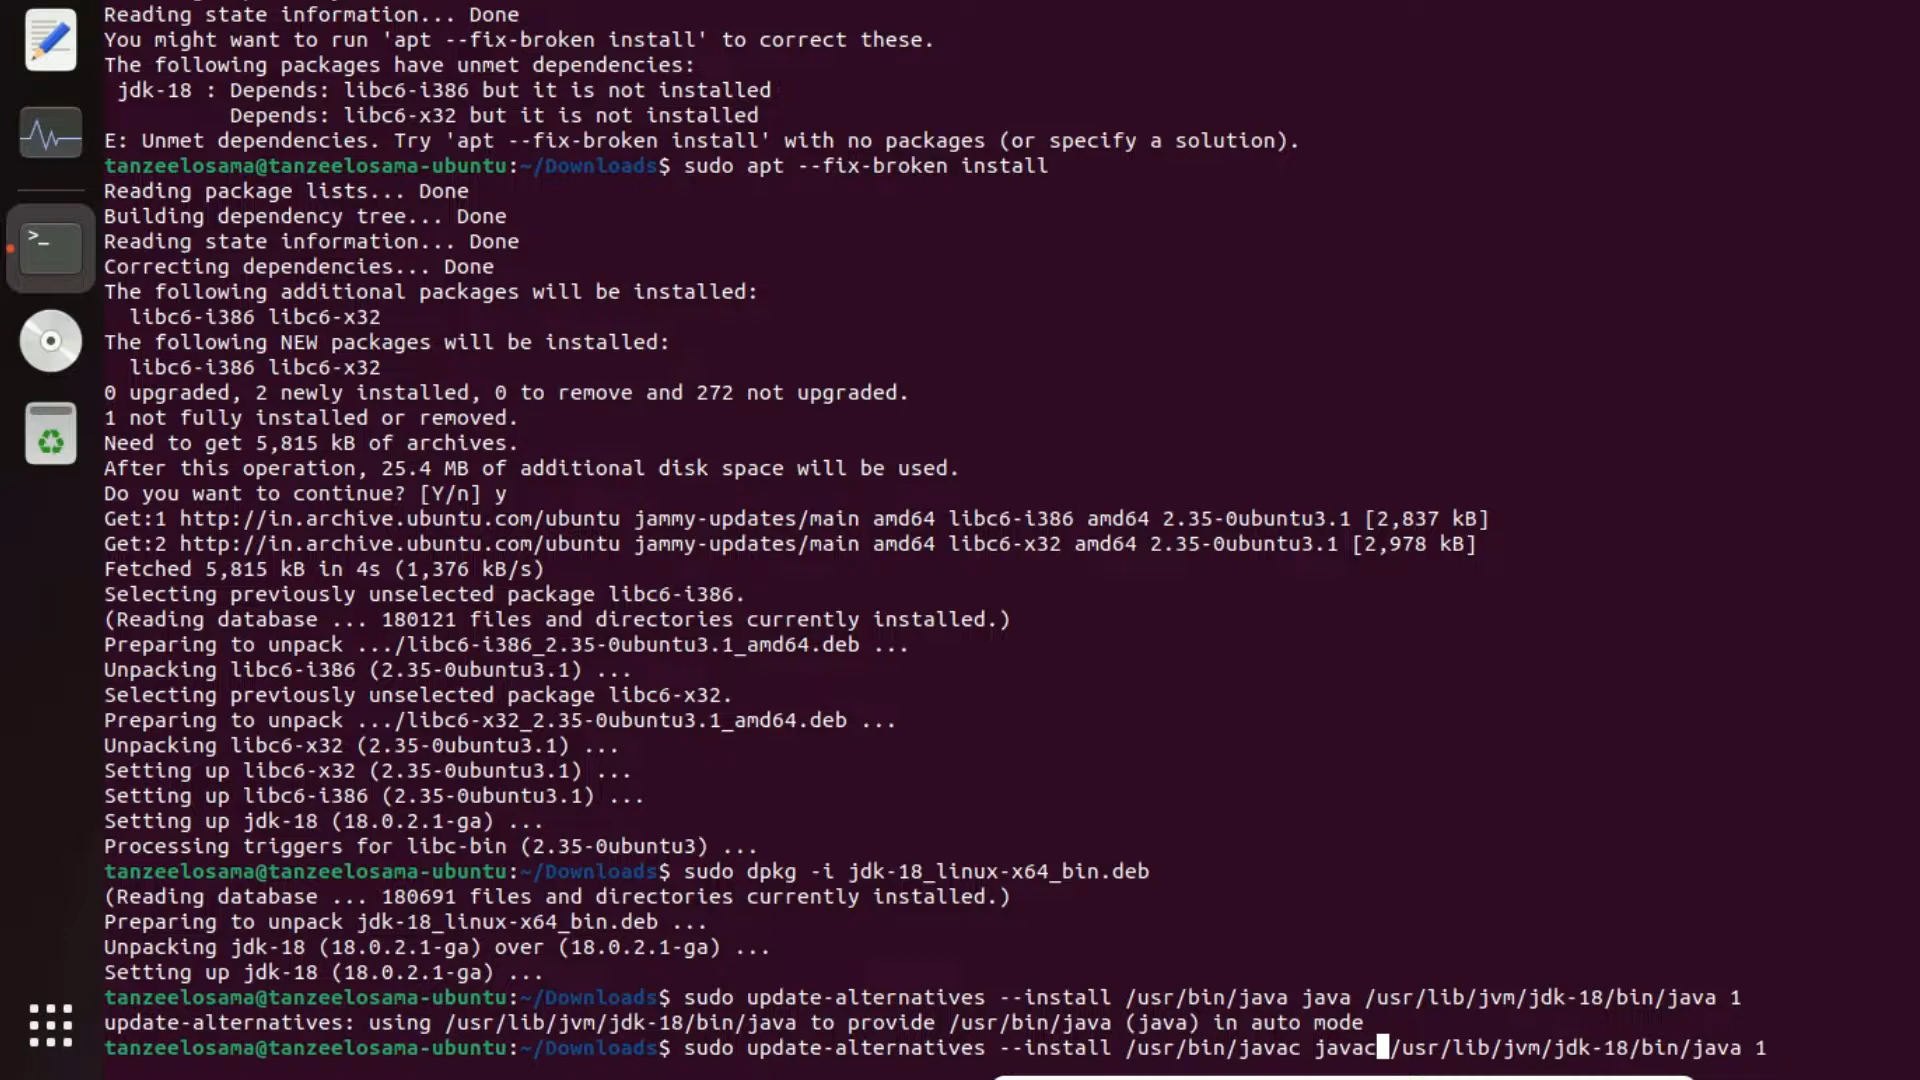 Reading state information... Done
You might want to run 'apt --fix-broken install' to correct these.
The following packages have unmet dependencies:
 jdk-18 : Depends: libc6-i386 but it is not installed
          Depends: libc6-x32 but it is not installed
E: Unmet dependencies. Try 'apt --fix-broken install' with no packages (or specify a solution).
tanzeelosama@tanzeelosama-ubuntu:~/Downloads$ sudo apt --fix-broken install
Reading package lists... Done
Building dependency tree... Done
Reading state information... Done
Correcting dependencies... Done
The following additional packages will be installed:
  libc6-i386 libc6-x32
The following NEW packages will be installed:
  libc6-i386 libc6-x32
0 upgraded, 2 newly installed, 0 to remove and 272 not upgraded.
1 not fully installed or removed.
Need to get 5,815 kB of archives.
After this operation, 25.4 MB of additional disk space will be used.
Do you want to continue? [Y/n] y
Get:1 http://in.archive.ubuntu.com/ubuntu jammy-updates/main amd64 libc6-i386 amd64 2.35-0ubuntu3.1 [2,837 kB]
Get:2 http://in.archive.ubuntu.com/ubuntu jammy-updates/main amd64 libc6-x32 amd64 2.35-0ubuntu3.1 [2,978 kB]
Fetched 5,815 kB in 4s (1,376 kB/s)
Selecting previously unselected package libc6-i386.
(Reading database ... 180121 files and directories currently installed.)
Preparing to unpack .../libc6-i386_2.35-0ubuntu3.1_amd64.deb ...
Unpacking libc6-i386 (2.35-0ubuntu3.1) ...
Selecting previously unselected package libc6-x32.
Preparing to unpack .../libc6-x32_2.35-0ubuntu3.1_amd64.deb ...
Unpacking libc6-x32 (2.35-0ubuntu3.1) ...
Setting up libc6-x32 (2.35-0ubuntu3.1) ...
Setting up libc6-i386 (2.35-0ubuntu3.1) ...
Setting up jdk-18 (18.0.2.1-ga) ...
Processing triggers for libc-bin (2.35-0ubuntu3) ...
tanzeelosama@tanzeelosama-ubuntu:~/Downloads$ sudo dpkg -i jdk-18_linux-x64_bin.deb
(Reading database ... 180691 files and directories currently installed.)
Preparing to unpack jdk-18_linux-x64_bin.deb ...
Unpacking jdk-18 (18.0.2.1-ga) over (18.0.2.1-ga) ...
Setting up jdk-18 (18.0.2.1-ga) ...
tanzeelosama@tanzeelosama-ubuntu:~/Downloads$ sudo update-alternatives --install /usr/bin/java java /usr/lib/jvm/jdk-18/bin/java 1
update-alternatives: using /usr/lib/jvm/jdk-18/bin/java to provide /usr/bin/java (java) in auto mode
tanzeelosama@tanzeelosama-ubuntu:~/Downloads$ sudo update-alternatives --install /usr/bin/javac javac /usr/lib/jvm/jdk-18/bin/java 1